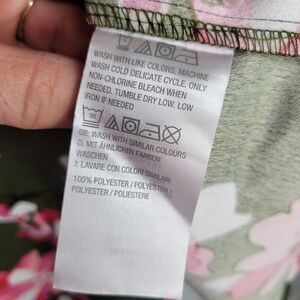 WASH WITH LIKE COLORS. MACHINE
WASH COLD DELICATE CYCLE. ONLY
NON-CHLORINE BLEACH WHEN
NEEDED. TUMBLE DRY LOW. LOW
IRON IF NEEDED
30
GB: WASH WITH SIMILAR COLOURS
D: MIT ÄHNLICHEN FARBEN
WASCHEN
I: LAVARE CON COLORI SIMILARI
100% POLYESTER / POLYESTER /
POLYESTER / POLIESTERE